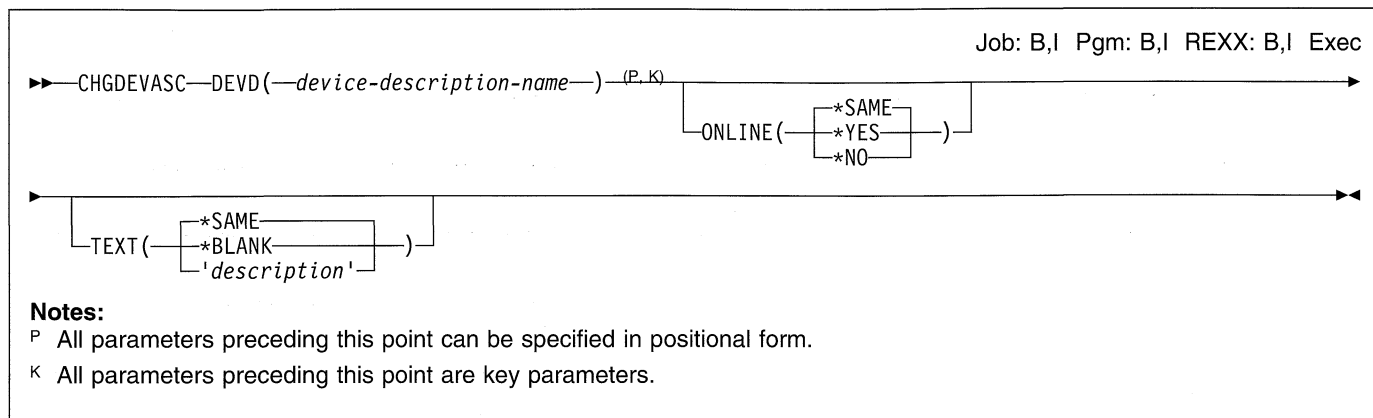 Job: B,I Pgm: B,I REXX: B,I Exec
CHGDEVASC DEVD( device-description-name ) (P, K)
*SAME
ONLINE( *YES )
*NO
*SAME
TEXT( *BLANK )
'description'
Notes:
P All parameters preceding this point can be specified in positional form.
K All parameters preceding this point are key parameters.